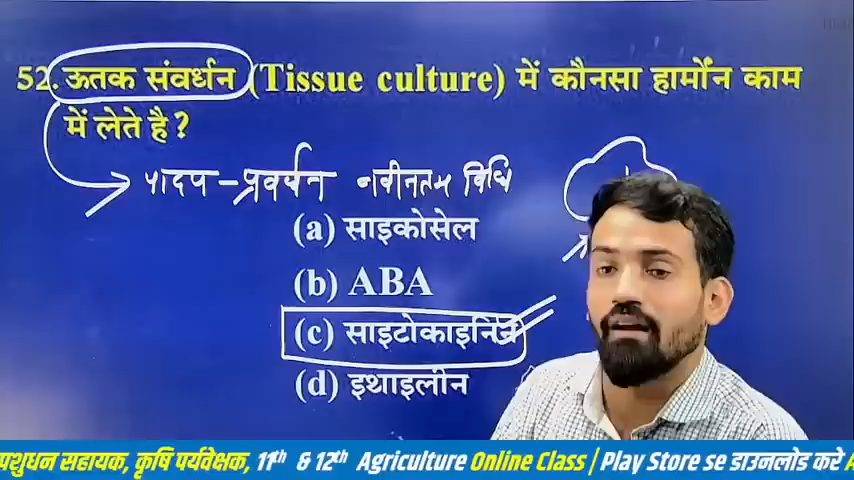 52. ऊतक संवर्धन (Tissue culture) में कौनसा हार्मोंन काम
में लेते है?
पादप - प्रवर्धन नवीनतम विधि
(a) साइकोसेल
(b) ABA
(c) साइटोकाइनिन
(d) इथाइलीन
पशुधन सहायक, कृषि पर्यवेक्षक, 11th & 12th Agriculture Online Class | Play Store se डाउनलोड करे